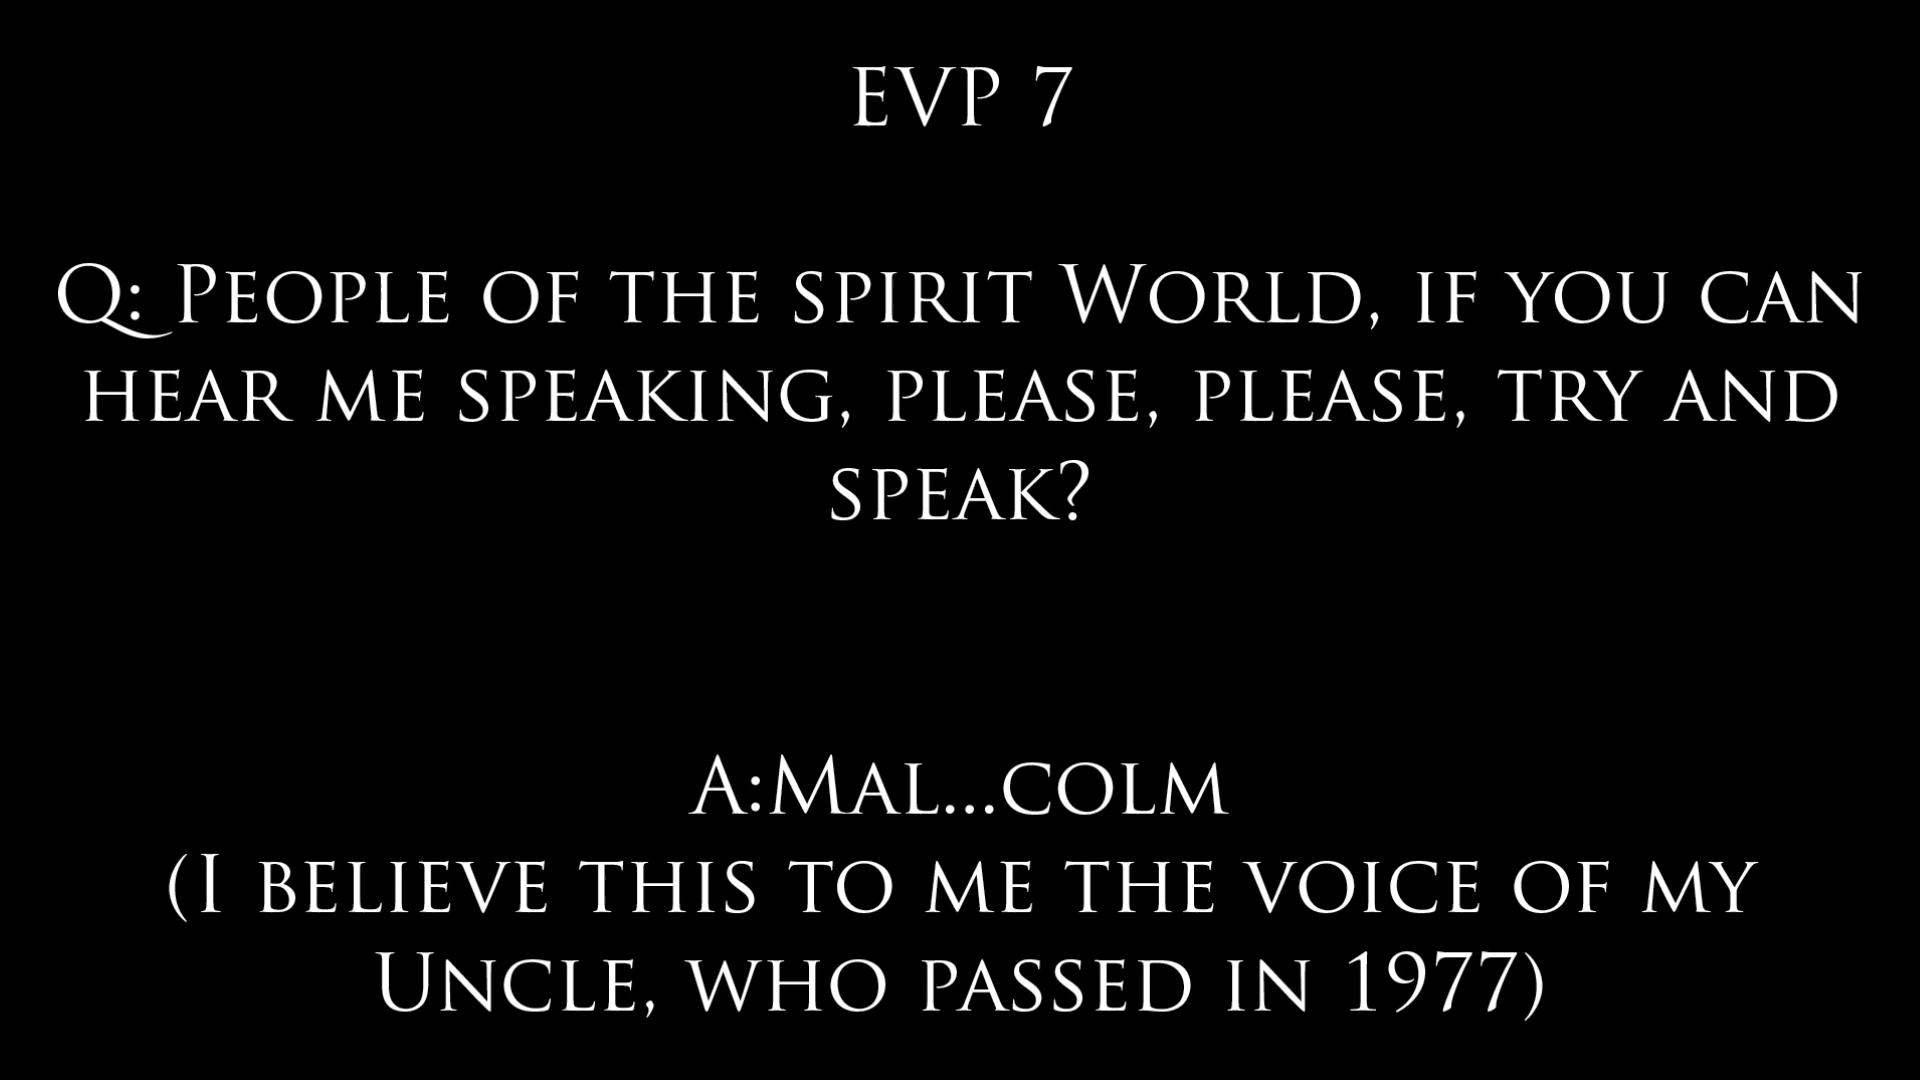 EVP 7
Q: People of the spirit World, if you can
hear me speaking, please, please, try and
speak?
A:Mal...colm
(I believe this to me the voice of my
Uncle, who passed in 1977)